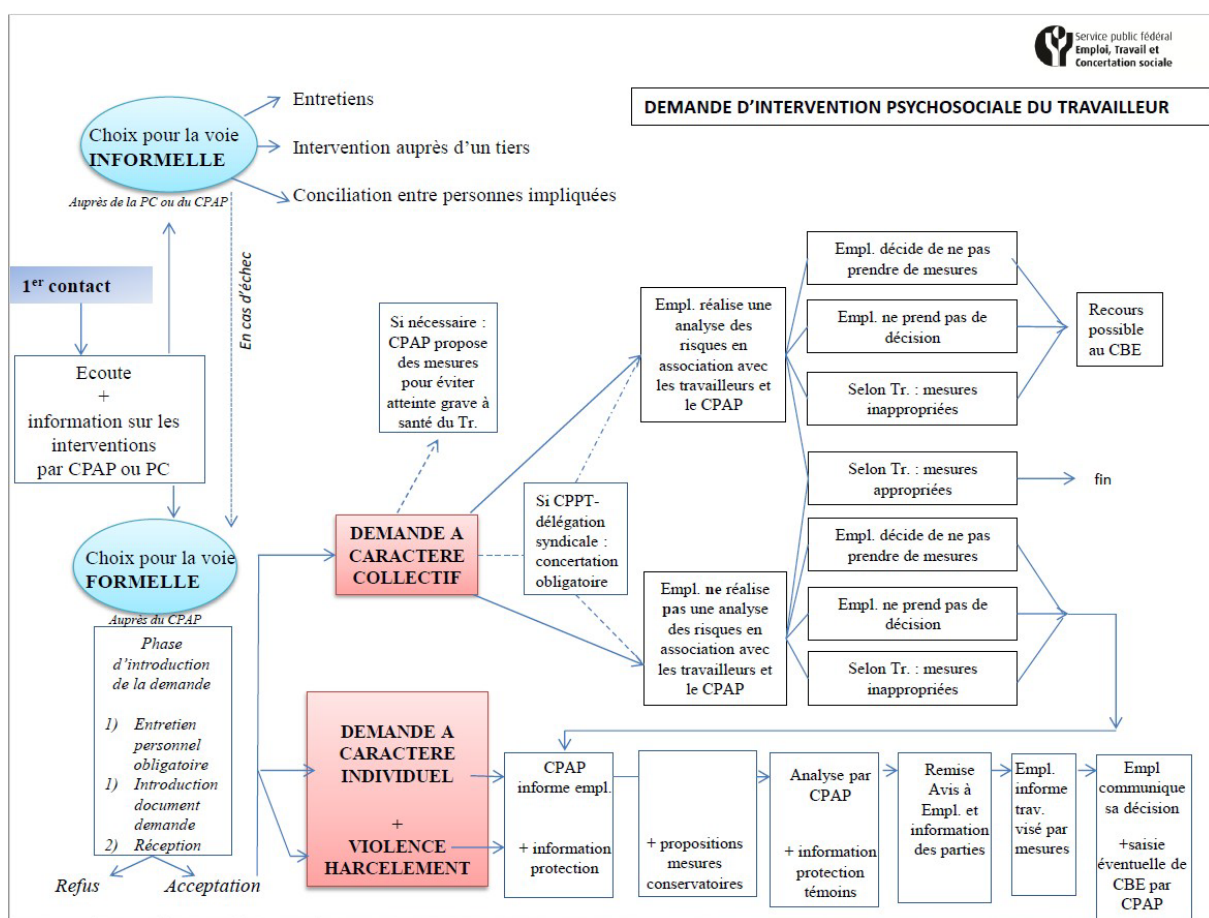 Service public fédéral
Emploi, Travail et
Concertation sociale
DEMANDE D'INTERVENTION PSYCHOSOCIALE DU TRAVAILLEUR
Choix pour la voie
INFORMELLE
Auprès de la PC ou du CPAP
Entretiens
Intervention auprès d'un tiers
Conciliation entre personnes impliquées
1er contact
En cas d'échec
Ecoute
+
information sur les
interventions
par CPAP ou PC
Choix pour la voie
FORMELLE
Auprès du CPAP
Phase
d'introduction
de la demande
1) Entretien
personnel
obligatoire
1) Introduction
document
demande
2) Réception
Refus
Acceptation
Si nécessaire :
CPAP propose
des mesures
pour éviter
atteinte grave à
santé du Tr.
DEMANDE A
CARACTERE
COLLECTIF
Si CPPT-
délégation
syndicale :
concertation
obligatoire
Empl. réalise une
analyse des
risques en
association avec
les travailleurs et
le CPAP
Empl. décide de ne pas
prendre de mesures
Empl. ne prend pas de
décision
Selon Tr. : mesures
inappropriées
Recours
possible
au CBE
Selon Tr. : mesures
appropriées
fin
Empl. ne réalise
pas une analyse
des risques en
association avec
les travailleurs et
le CPAP
Empl. décide de ne pas
prendre de mesures
Empl. ne prend pas de
décision
Selon Tr. : mesures
inappropriées
DEMANDE A
CARACTÈRE
INDIVIDUEL
+
VIOLENCE
HARCELEMENT
CPAP
informe empl.
+ information
protection
+ propositions
mesures
conservatoires
Analyse par
CPAP
+ information
protection
témoins
Remise
Avis à
Empl. et
information
des parties
Empl.
informe
trav.
visé par
mesures
Empl
communique
sa décision
+saisie
éventuelle de
CBE par
CPAP